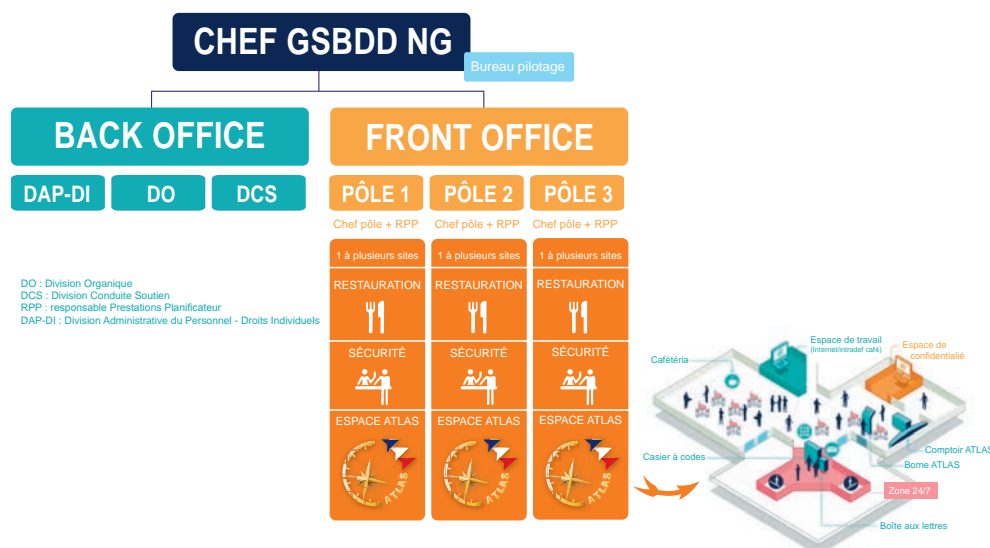 CHEF GSBDD NG
Bureau pilotage
BACK OFFICE
FRONT OFFICE
DAP-DI
DO
DCS
PÔLE 1
PÔLE 2
PÔLE 3
Chef pôle + RPP
Chef pôle + RPP
Chef pôle + RPP
1 à plusieurs sites
1 à plusieurs sites
1 à plusieurs sites
RESTAURATION
RESTAURATION
RESTAURATION
SÉCURITÉ
SÉCURITÉ
SÉCURITÉ
ESPACE ATLAS
ESPACE ATLAS
ESPACE ATLAS
ATLAS
ATLAS
ATLAS
DO : Division Organique
DCS : Division Conduite Soutien
RPP : responsable Prestations Planificateur
DAP-DI : Division Administrative du Personnel - Droits Individuels
Espace de travail
(Internet/intradef café)
Espace de
confidentialié
Cafétéria
Casier à codes
Comptoir ATLAS
Borne ATLAS
Zone 24/7
Boîte aux lettres